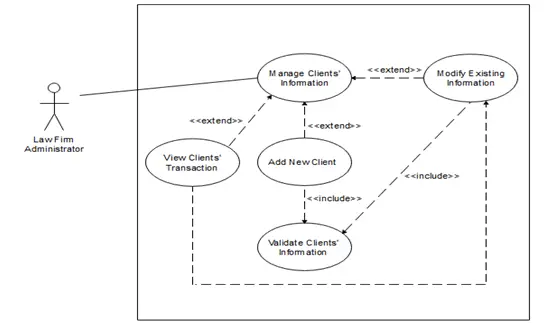 Manage Clients'
Information
<<extend>>
Modify Existing
Information
Law Firm
Administrator
<<extend>>
<<extend>>
View Clients'
Transaction
Add New Client
<<include>>
<<include>>
Validate Clients'
Information